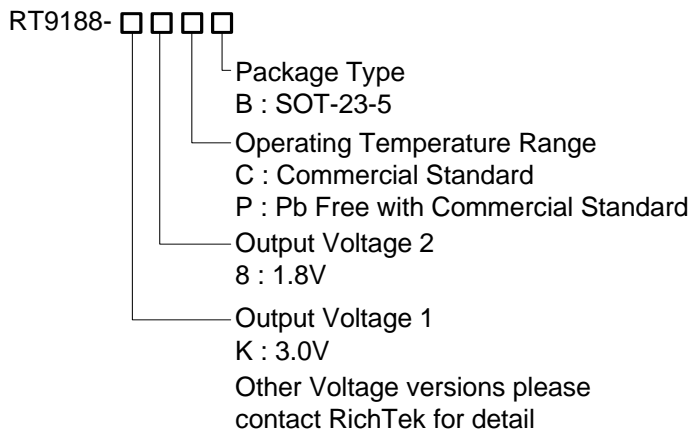 RT9188-
Package Type
B : SOT-23-5
Operating Temperature Range
C : Commercial Standard
P : Pb Free with Commercial Standard
Output Voltage 2
8 : 1.8V
Output Voltage 1
K : 3.0V
Other Voltage versions please
contact RichTek for detail